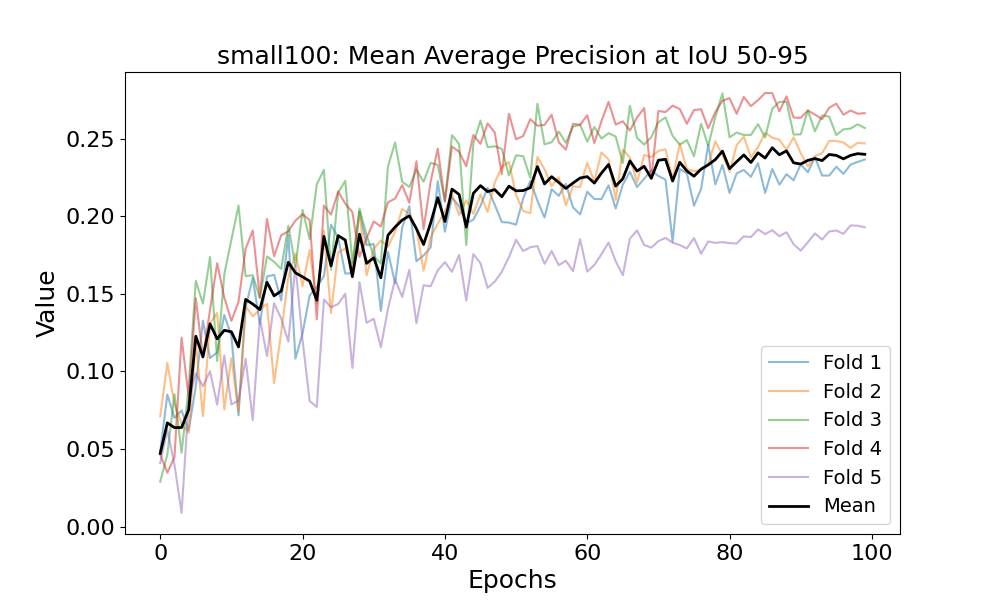 small100: Mean Average Precision at IoU 50-95
Value
0.25
0.20
0.15
0.10
0.05
0.00
Fold 1
Fold 2
Fold 3
Fold 4
Fold 5
Mean
0 20 40 60 80 100
Epochs